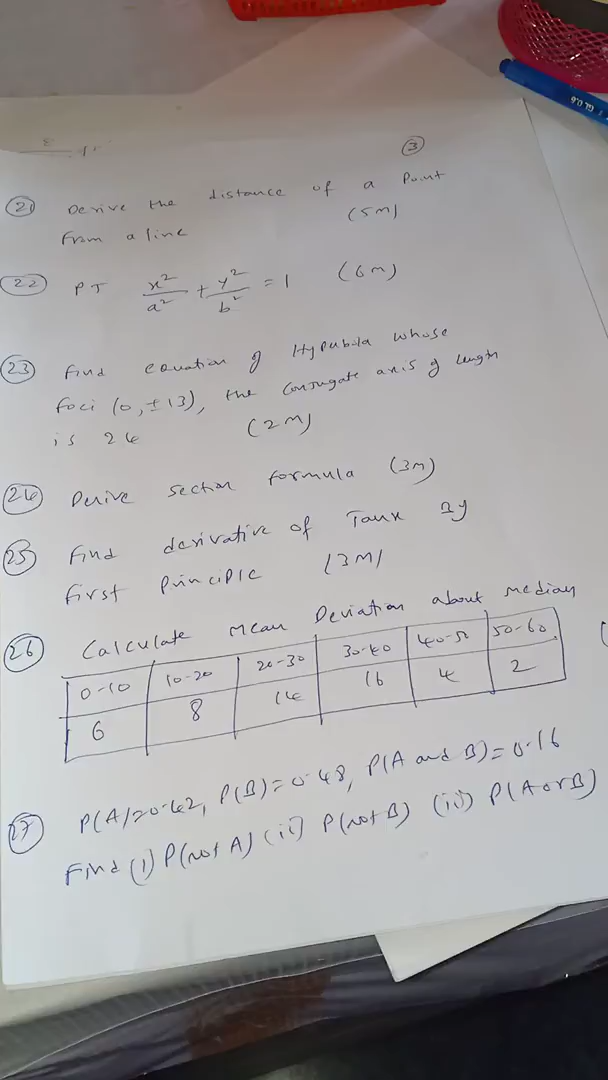 ③
㉑ Derive the distance of a Point
from a line (5M)
㉒ PT x²/a² + y²/b² = 1 (6M)
㉓ Find equation of Hyperbola whose
foci (0, ±13), the conjugate axis of length
is 24 (2M)
㉔ Derive section formula (3M)
㉕ Find derivative of Tanx By
first principle (3M)
㉖ Calculate Mean Deviation about median
0-10 10-20 20-30 30-40 40-50 50-60
6 8 14 16 4 2
㉗ P(A)=0.42, P(B)=0.48, P(A and B)=0.16
Find (i) P(not A) (ii) P(not B) (iii) P(A or B)